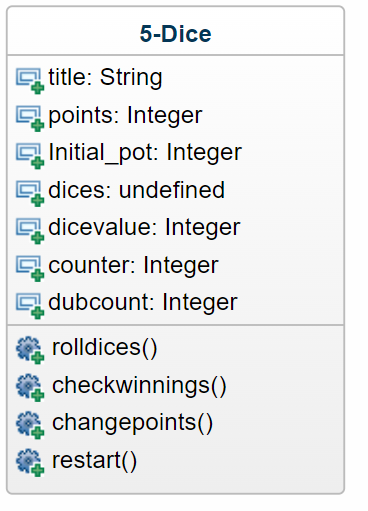 5-Dice
title: String
points: Integer
Initial_pot: Integer
dices: undefined
dicevalue: Integer
counter: Integer
dubcount: Integer
rolldices()
checkwinnings()
changepoints()
restart()